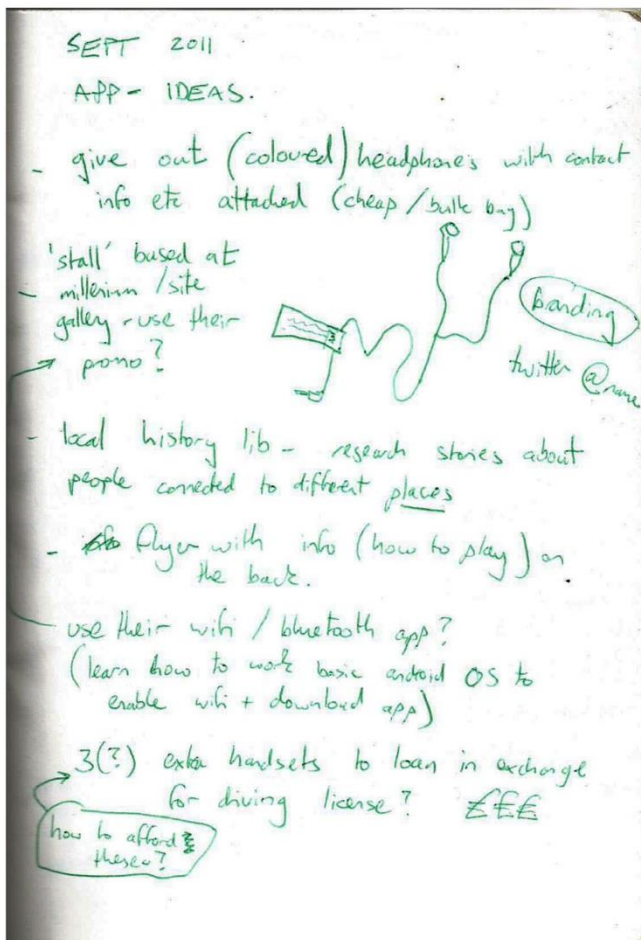 SEPT 2011
APP - IDEAS.
- give out (coloured) headphones with contact
info etc attached (cheap / bulk buy)
'stall' based at
- millenium / site
gallery - use their
promo?
branding
twitter @name
- local history lib - research stories about
people connected to different places
- info flyer with info (how to play) on
the back.
use their wifi / bluetooth app?
(learn how to work basic android OS to
enable wifi + download app)
3(?) extra handsets to loan in exchange
for driving license? £££
how to afford
these?